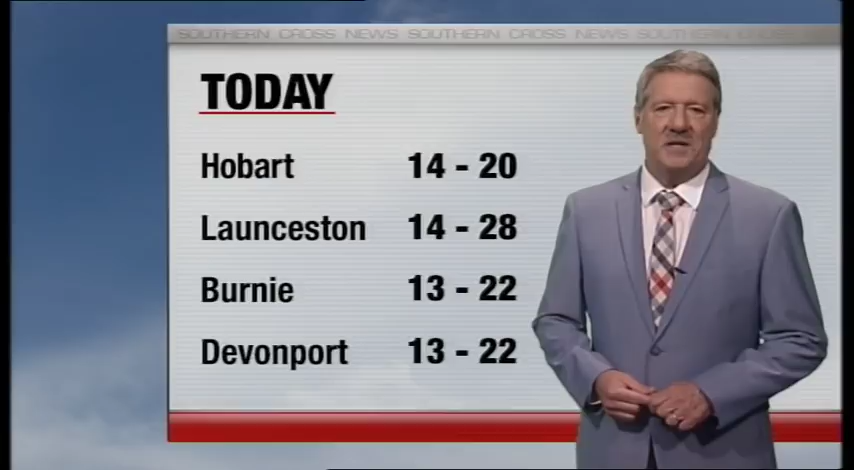 SOUTHERN CROSS NEWS SOUTHERN CROSS NEWS SOUTHERN CROSS
TODAY
Hobart 14 - 20
Launceston 14 - 28
Burnie 13 - 22
Devonport 13 - 22